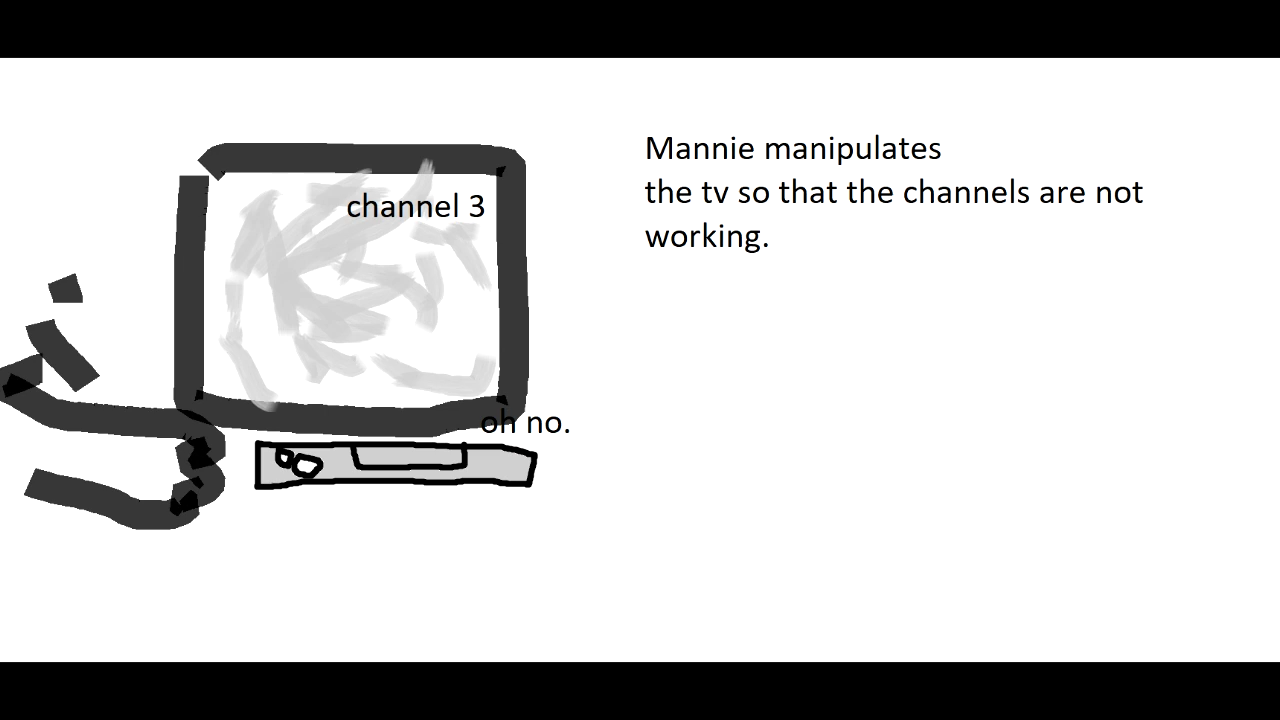 channel 3
oh no.
Mannie manipulates
the tv so that the channels are not
working.